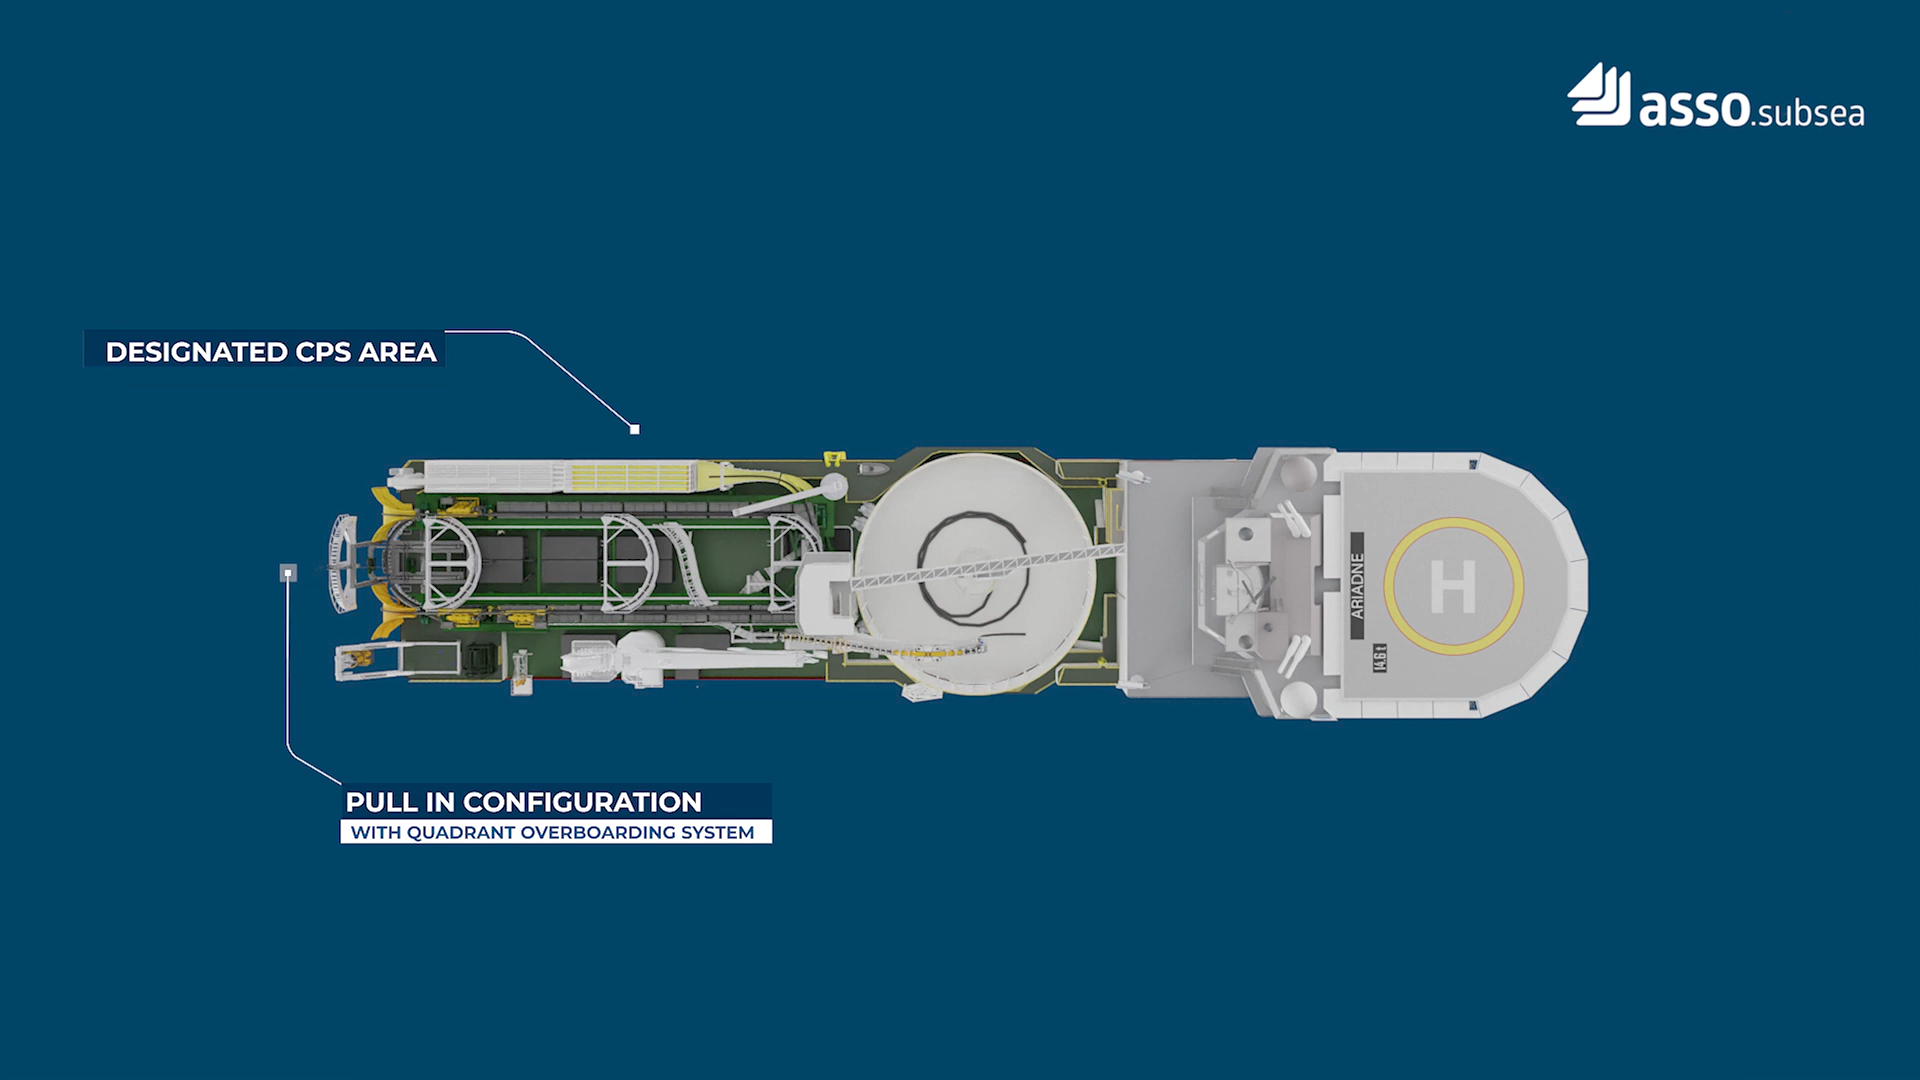 asso.subsea
DESIGNATED CPS AREA
ARIADNE
14.6 t
H
PULL IN CONFIGURATION
WITH QUADRANT OVERBOARDING SYSTEM